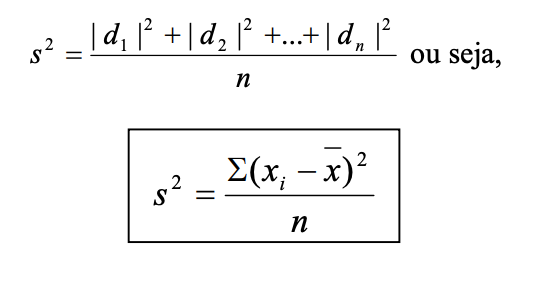 s² = |d₁|² + |d₂|² +...+ |dₙ|² / n ou seja,
s² = Σ(xᵢ − x̄)² / n